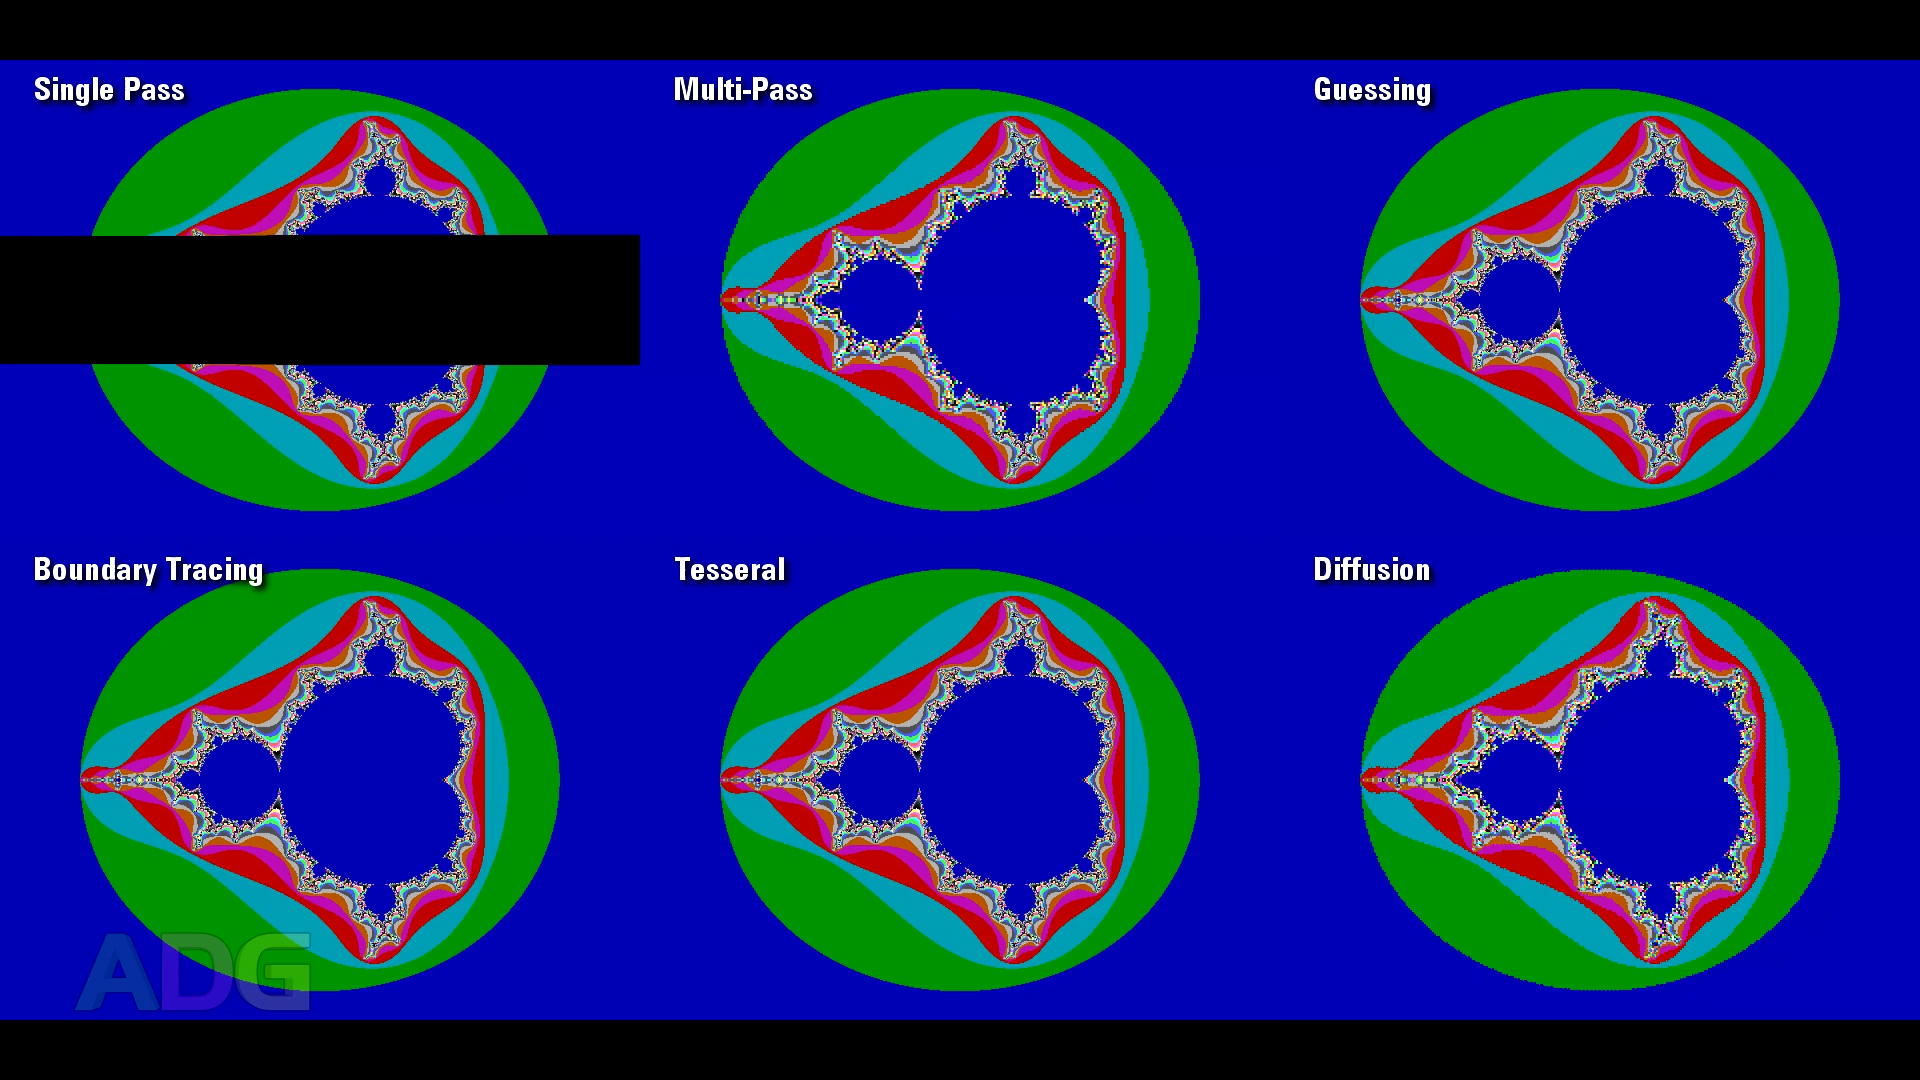 Single Pass
Multi-Pass
Guessing
Boundary Tracing
Tesseral
Diffusion
ADG